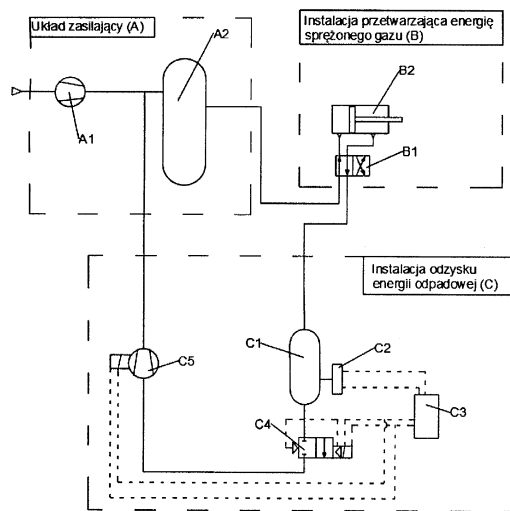 Układ zasilający (A)
Instalacja przetwarzająca energię
sprężonego gazu (B)
A2
A1
B2
B1
Instalacja odzysku
energii odpadowej (C)
C1
C2
C5
C3
C4